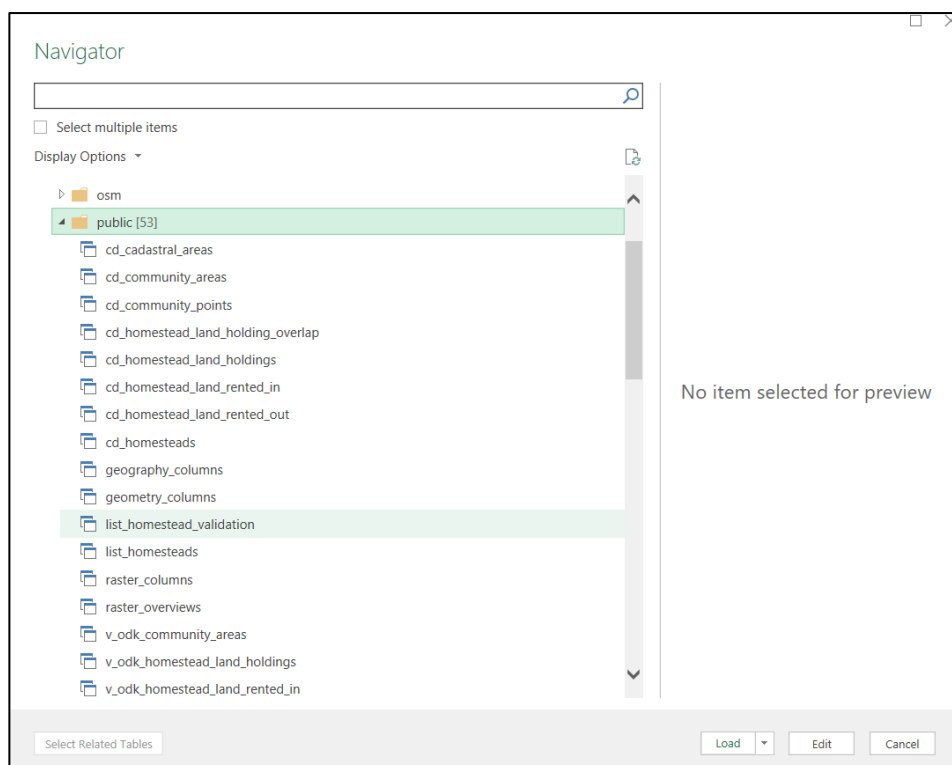 Navigator
Select multiple items
Display Options
osm
public [53]
cd_cadastral_areas
cd_community_areas
cd_community_points
cd_homestead_land_holding_overlap
cd_homestead_land_holdings
cd_homestead_land_rented_in
cd_homestead_land_rented_out
cd_homesteads
geography_columns
geometry_columns
list_homestead_validation
list_homesteads
raster_columns
raster_overviews
v_odk_community_areas
v_odk_homestead_land_holdings
v_odk_homestead_land_rented_in
No item selected for preview
Select Related Tables
Load
Edit
Cancel